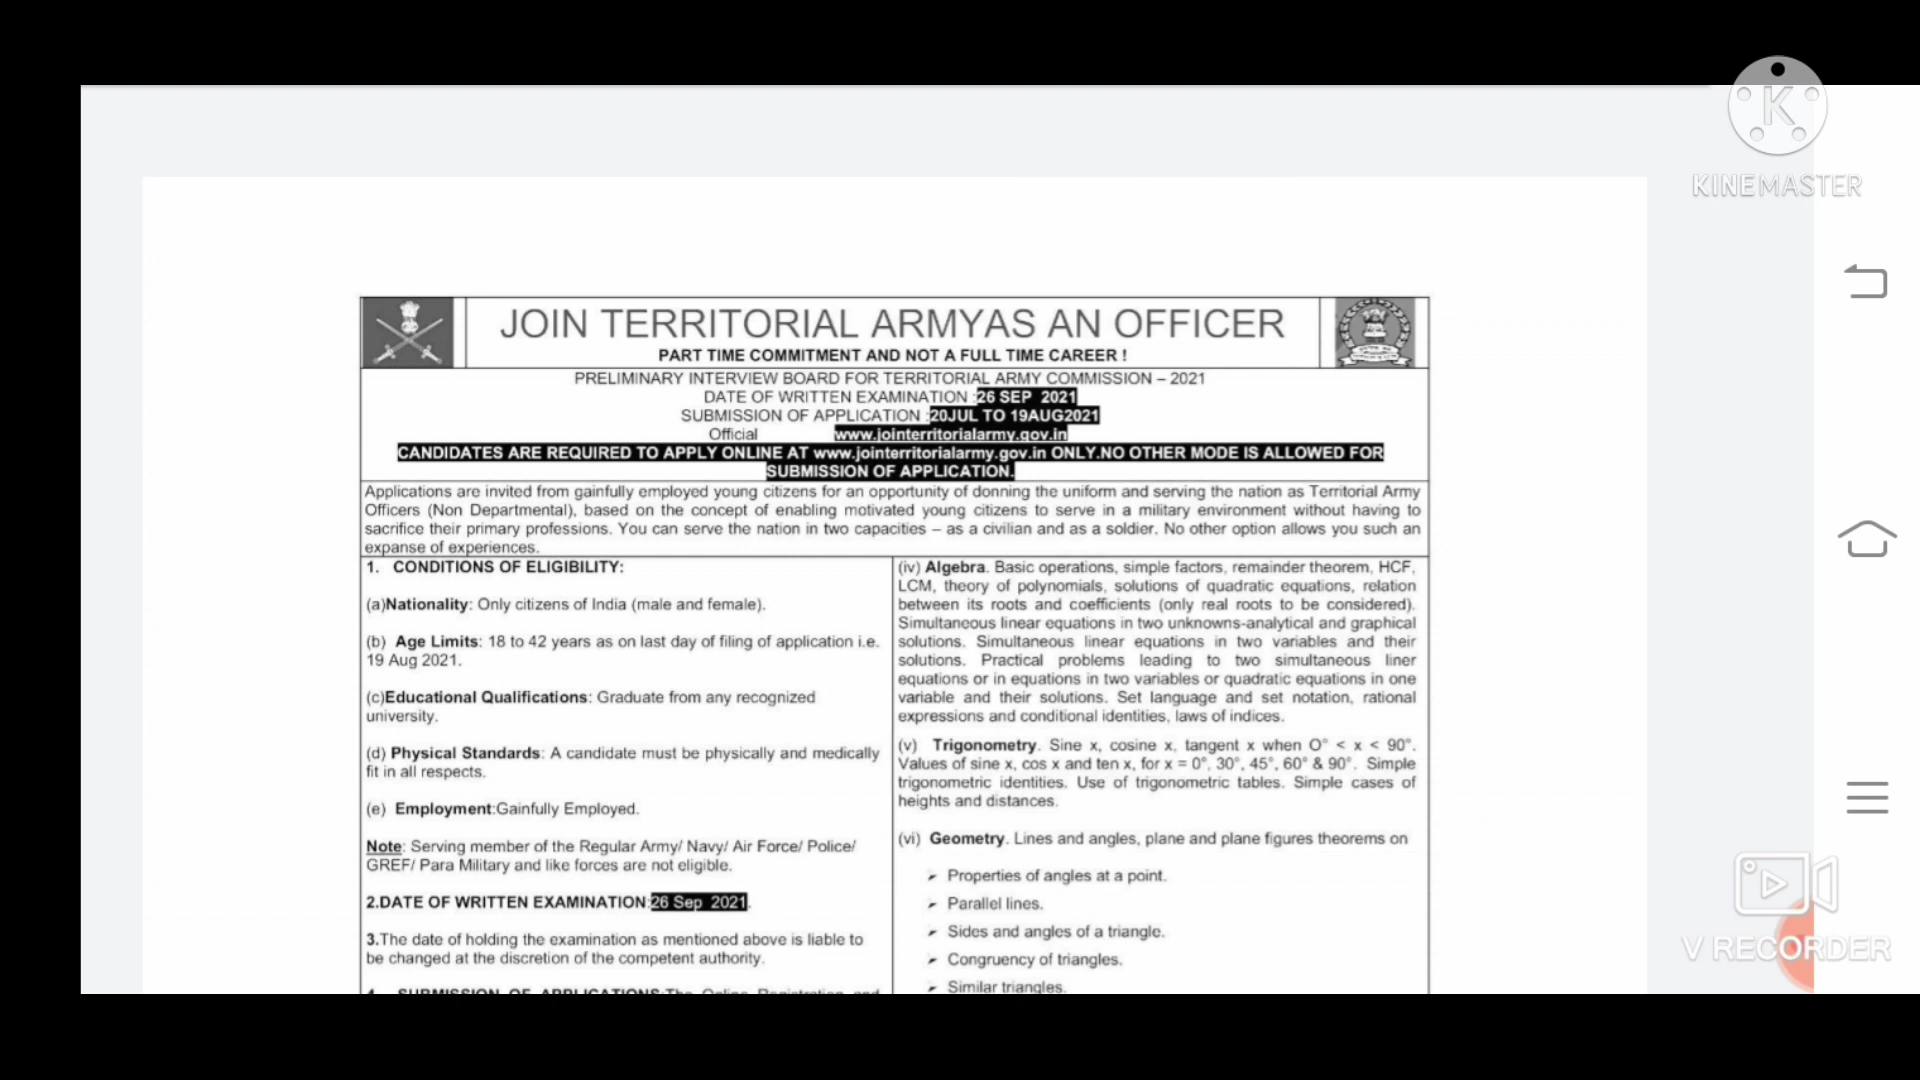 K
KINEMASTER
JOIN TERRITORIAL ARMYAS AN OFFICER
PART TIME COMMITMENT AND NOT A FULL TIME CAREER !
PRELIMINARY INTERVIEW BOARD FOR TERRITORIAL ARMY COMMISSION – 2021
DATE OF WRITTEN EXAMINATION :26 SEP 2021
SUBMISSION OF APPLICATION :20JUL TO 19AUG2021
Official www.jointerritorialarmy.gov.in
CANDIDATES ARE REQUIRED TO APPLY ONLINE AT www.jointerritorialarmy.gov.in ONLY.NO OTHER MODE IS ALLOWED FOR
SUBMISSION OF APPLICATION.
Applications are invited from gainfully employed young citizens for an opportunity of donning the uniform and serving the nation as Territorial Army
Officers (Non Departmental), based on the concept of enabling motivated young citizens to serve in a military environment without having to
sacrifice their primary professions. You can serve the nation in two capacities – as a civilian and as a soldier. No other option allows you such an
expanse of experiences.
1. CONDITIONS OF ELIGIBILITY:
(a)Nationality: Only citizens of India (male and female).
(b) Age Limits: 18 to 42 years as on last day of filing of application i.e.
19 Aug 2021.
(c)Educational Qualifications: Graduate from any recognized
university.
(d) Physical Standards: A candidate must be physically and medically
fit in all respects.
(e) Employment:Gainfully Employed.
Note: Serving member of the Regular Army/ Navy/ Air Force/ Police/
GREF/ Para Military and like forces are not eligible.
2.DATE OF WRITTEN EXAMINATION:26 Sep 2021.
3.The date of holding the examination as mentioned above is liable to
be changed at the discretion of the competent authority.
4. SUBMISSION OF APPLICATIONS:The Online Registration and
(iv) Algebra. Basic operations, simple factors, remainder theorem, HCF,
LCM, theory of polynomials, solutions of quadratic equations, relation
between its roots and coefficients (only real roots to be considered).
Simultaneous linear equations in two unknowns-analytical and graphical
solutions. Simultaneous linear equations in two variables and their
solutions. Practical problems leading to two simultaneous liner
equations or in equations in two variables or quadratic equations in one
variable and their solutions. Set language and set notation, rational
expressions and conditional identities, laws of indices.
(v) Trigonometry. Sine x, cosine x, tangent x when O° < x < 90°.
Values of sine x, cos x and ten x, for x = 0°, 30°, 45°, 60° & 90°. Simple
trigonometric identities. Use of trigonometric tables. Simple cases of
heights and distances.
(vi) Geometry. Lines and angles, plane and plane figures theorems on
➢ Properties of angles at a point.
➢ Parallel lines.
➢ Sides and angles of a triangle.
➢ Congruency of triangles.
➢ Similar triangles.
V RECORDER